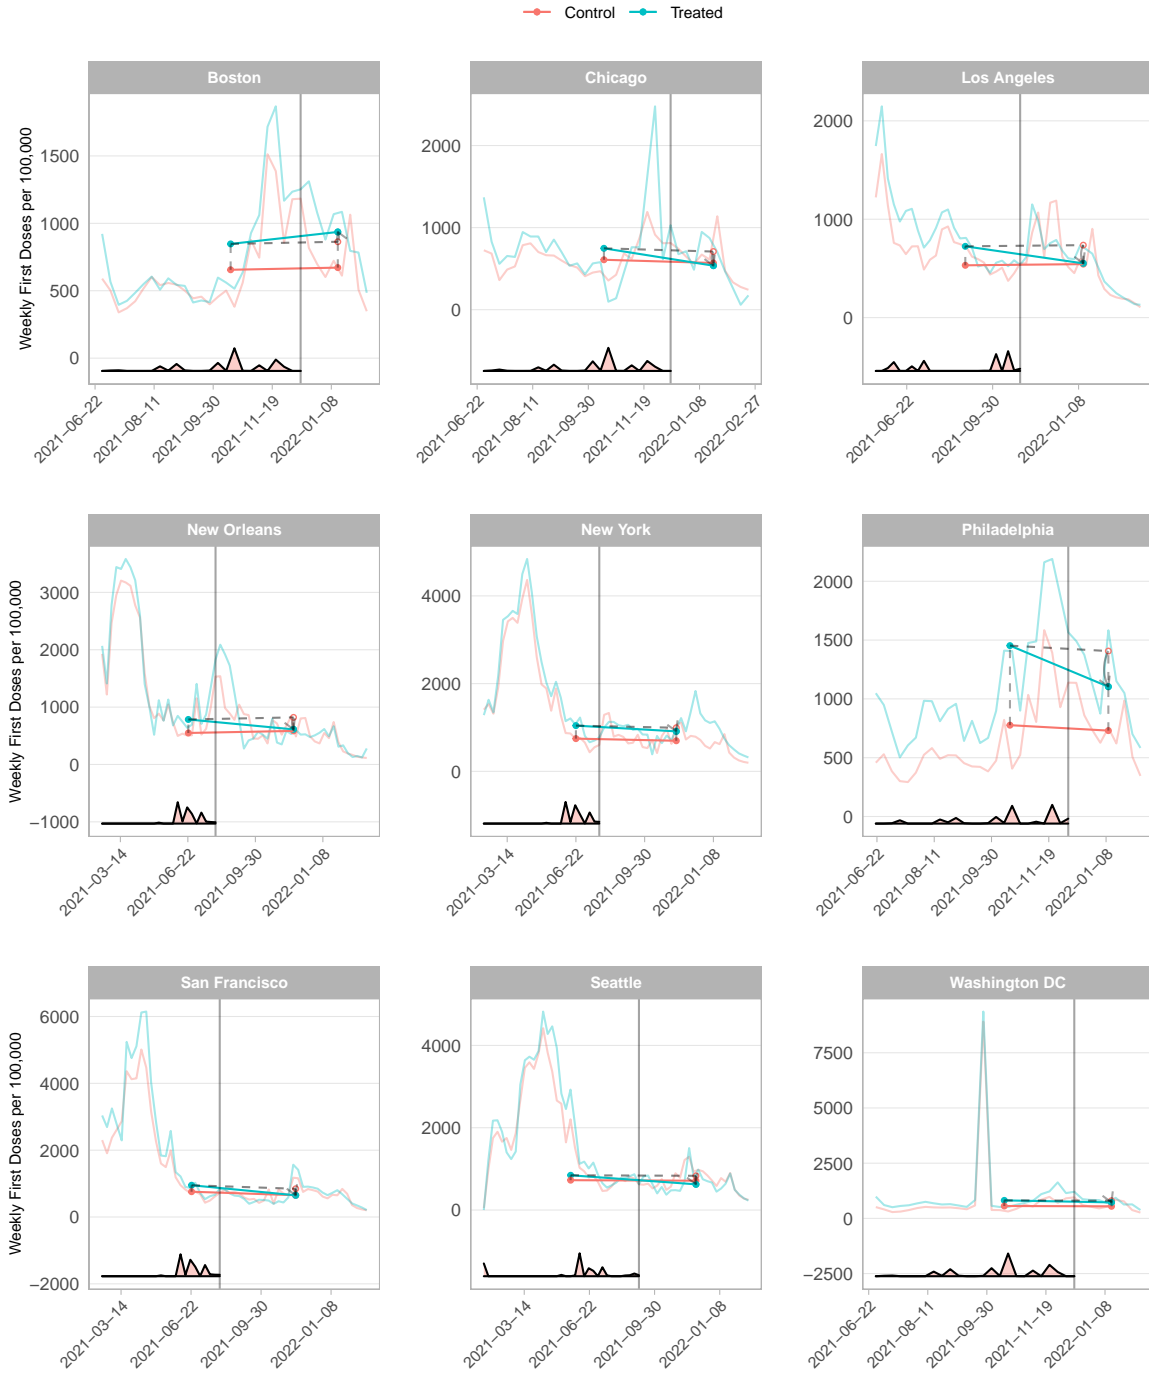 Control Treated
Boston Chicago Los Angeles
Weekly First Doses per 100,000
1500
1000
500
0
2021−06−22 2021−08−11 2021−09−30 2021−11−19 2022−01−08
2000
1000
0
2021−06−22 2021−08−11 2021−09−30 2021−11−19 2022−01−08 2022−02−27
2000
1000
0
2021−06−22 2021−09−30 2022−01−08
New Orleans New York Philadelphia
Weekly First Doses per 100,000
3000
2000
1000
0
−1000
2021−03−14 2021−06−22 2021−09−30 2022−01−08
4000
2000
0
2021−03−14 2021−06−22 2021−09−30 2022−01−08
2000
1500
1000
500
0
2021−06−22 2021−08−11 2021−09−30 2021−11−19 2022−01−08
San Francisco Seattle Washington DC
Weekly First Doses per 100,000
6000
4000
2000
0
−2000
2021−03−14 2021−06−22 2021−09−30 2022−01−08
4000
2000
0
2021−03−14 2021−06−22 2021−09−30 2022−01−08
7500
5000
2500
0
−2500
2021−06−22 2021−08−11 2021−09−30 2021−11−19 2022−01−08